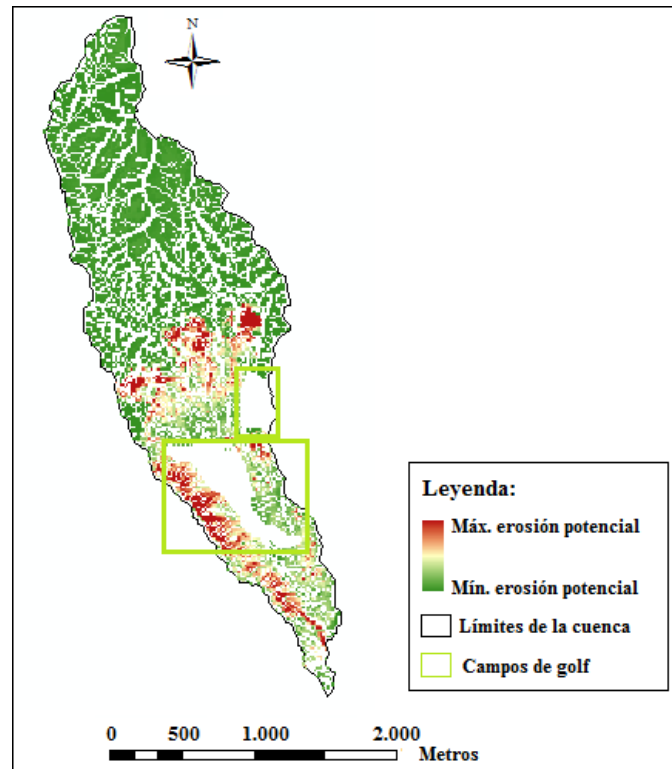 N
Leyenda:
Máx. erosión potencial
Mín. erosión potencial
Límites de la cuenca
Campos de golf
0 500 1.000 2.000
Metros